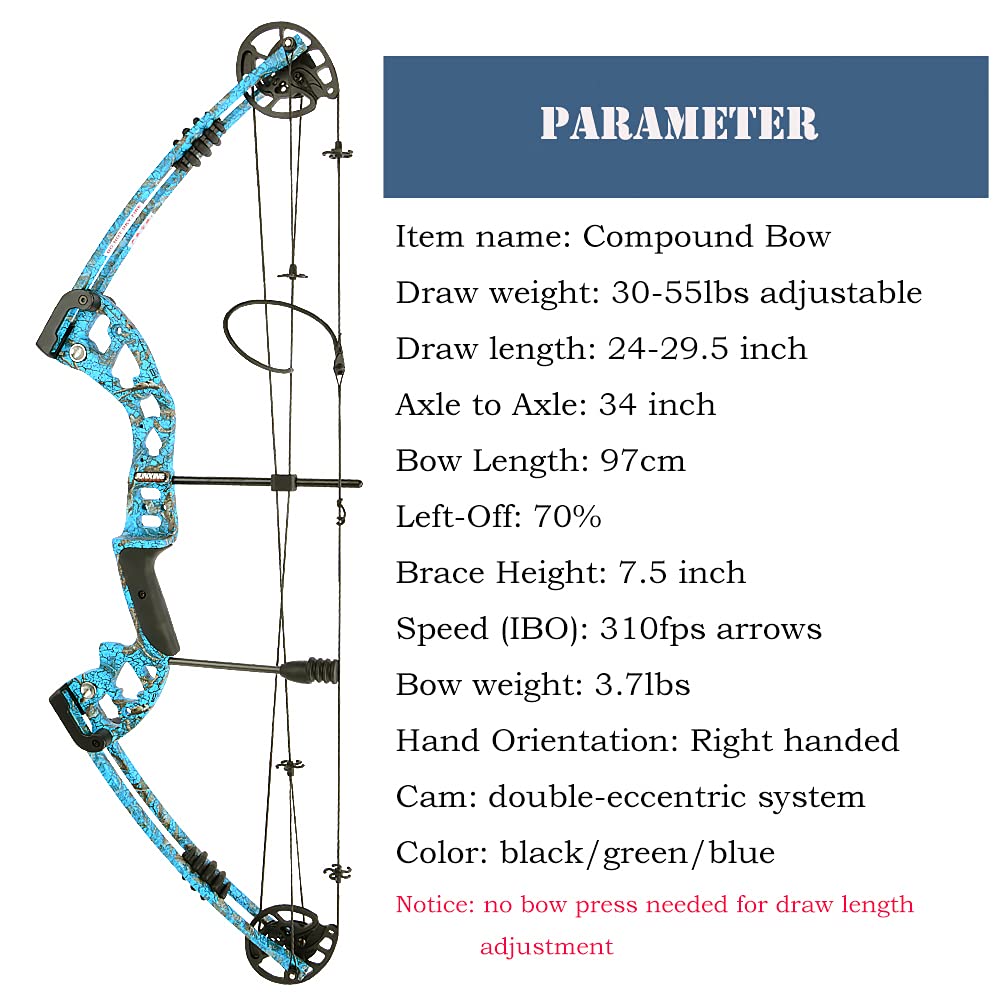 PARAMETER
Item name: Compound Bow
Draw weight: 30-55lbs adjustable
Draw length: 24-29.5 inch
Axle to Axle: 34 inch
Bow Length: 97cm
Left-Off: 70%
Brace Height: 7.5 inch
Speed (IBO): 310fps arrows
Bow weight: 3.7lbs
Hand Orientation: Right handed
Cam: double-eccentric system
Color: black/green/blue
Notice: no bow press needed for draw length
adjustment